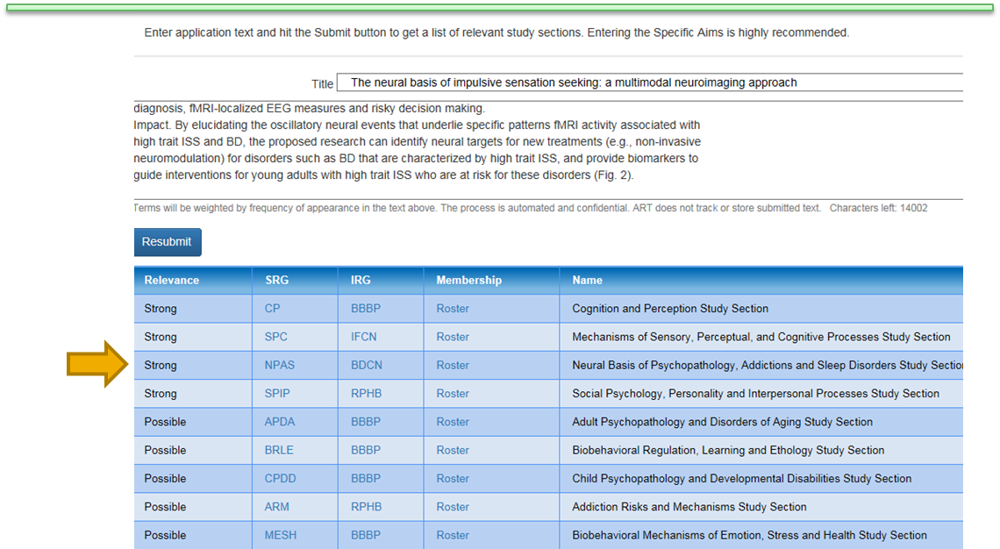 Enter application text and hit the Submit button to get a list of relevant study sections. Entering the Specific Aims is highly recommended.
Title The neural basis of impulsive sensation seeking: a multimodal neuroimaging approach
diagnosis, fMRI-localized EEG measures and risky decision making.
Impact. By elucidating the oscillatory neural events that underlie specific patterns fMRI activity associated with
high trait ISS and BD, the proposed research can identify neural targets for new treatments (e.g., non-invasive
neuromodulation) for disorders such as BD that are characterized by high trait ISS, and provide biomarkers to
guide interventions for young adults with high trait ISS who are at risk for these disorders (Fig. 2).
Terms will be weighted by frequency of appearance in the text above. The process is automated and confidential. ART does not track or store submitted text. Characters left: 14002
Resubmit
Relevance SRG IRG Membership Name
Strong CP BBBP Roster Cognition and Perception Study Section
Strong SPC IFCN Roster Mechanisms of Sensory, Perceptual, and Cognitive Processes Study Section
Strong NPAS BDCN Roster Neural Basis of Psychopathology, Addictions and Sleep Disorders Study Section
Strong SPIP RPHB Roster Social Psychology, Personality and Interpersonal Processes Study Section
Possible APDA BBBP Roster Adult Psychopathology and Disorders of Aging Study Section
Possible BRLE BBBP Roster Biobehavioral Regulation, Learning and Ethology Study Section
Possible CPDD BBBP Roster Child Psychopathology and Developmental Disabilities Study Section
Possible ARM RPHB Roster Addiction Risks and Mechanisms Study Section
Possible MESH BBBP Roster Biobehavioral Mechanisms of Emotion, Stress and Health Study Section